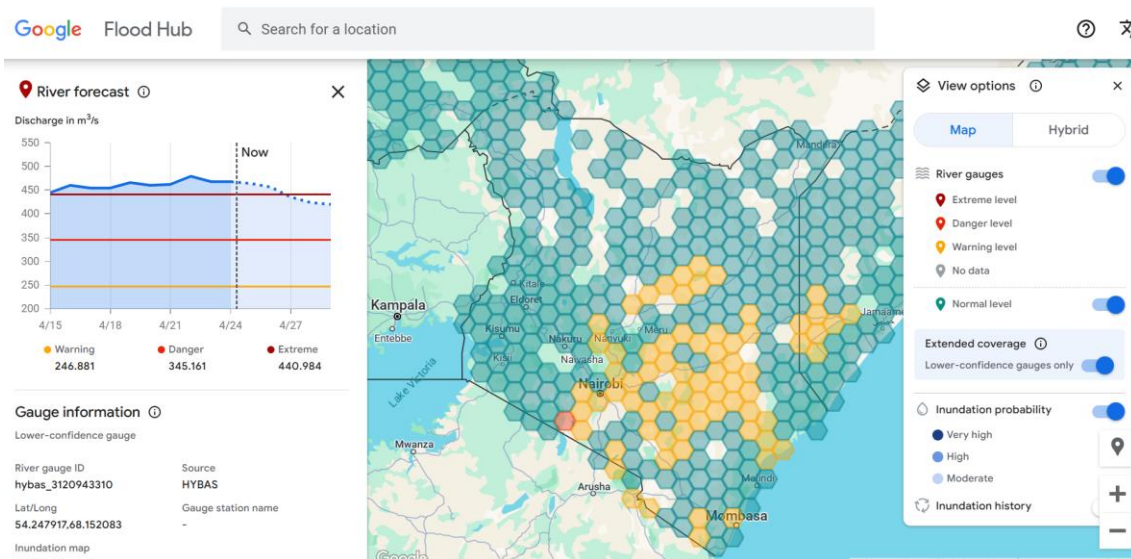 Google Flood Hub
Search for a location
River forecast
Discharge in m³/s
550
500
450
400
350
300
250
200
Now
4/15 4/18 4/21 4/24 4/27
Warning Danger Extreme
246.881 345.161 440.984
Gauge information
Lower-confidence gauge
River gauge ID Source
hybas_3120943310 HYBAS
Lat/Long Gauge station name
54.247917,68.152083 -
Inundation map
Mandera
Kitale
Eldoret
Kampala
Entebbe
Kisumu
Meru
Nakuru Nanyuki
Kisii
Naivasha
Nairobi
Lake Victoria
Mwanza
Arusha
Malindi
Mombasa
Jamaame
Google
View options
Map Hybrid
River gauges
Extreme level
Danger level
Warning level
No data
Normal level
Extended coverage
Lower-confidence gauges only
Inundation probability
Very high
High
Moderate
Inundation history